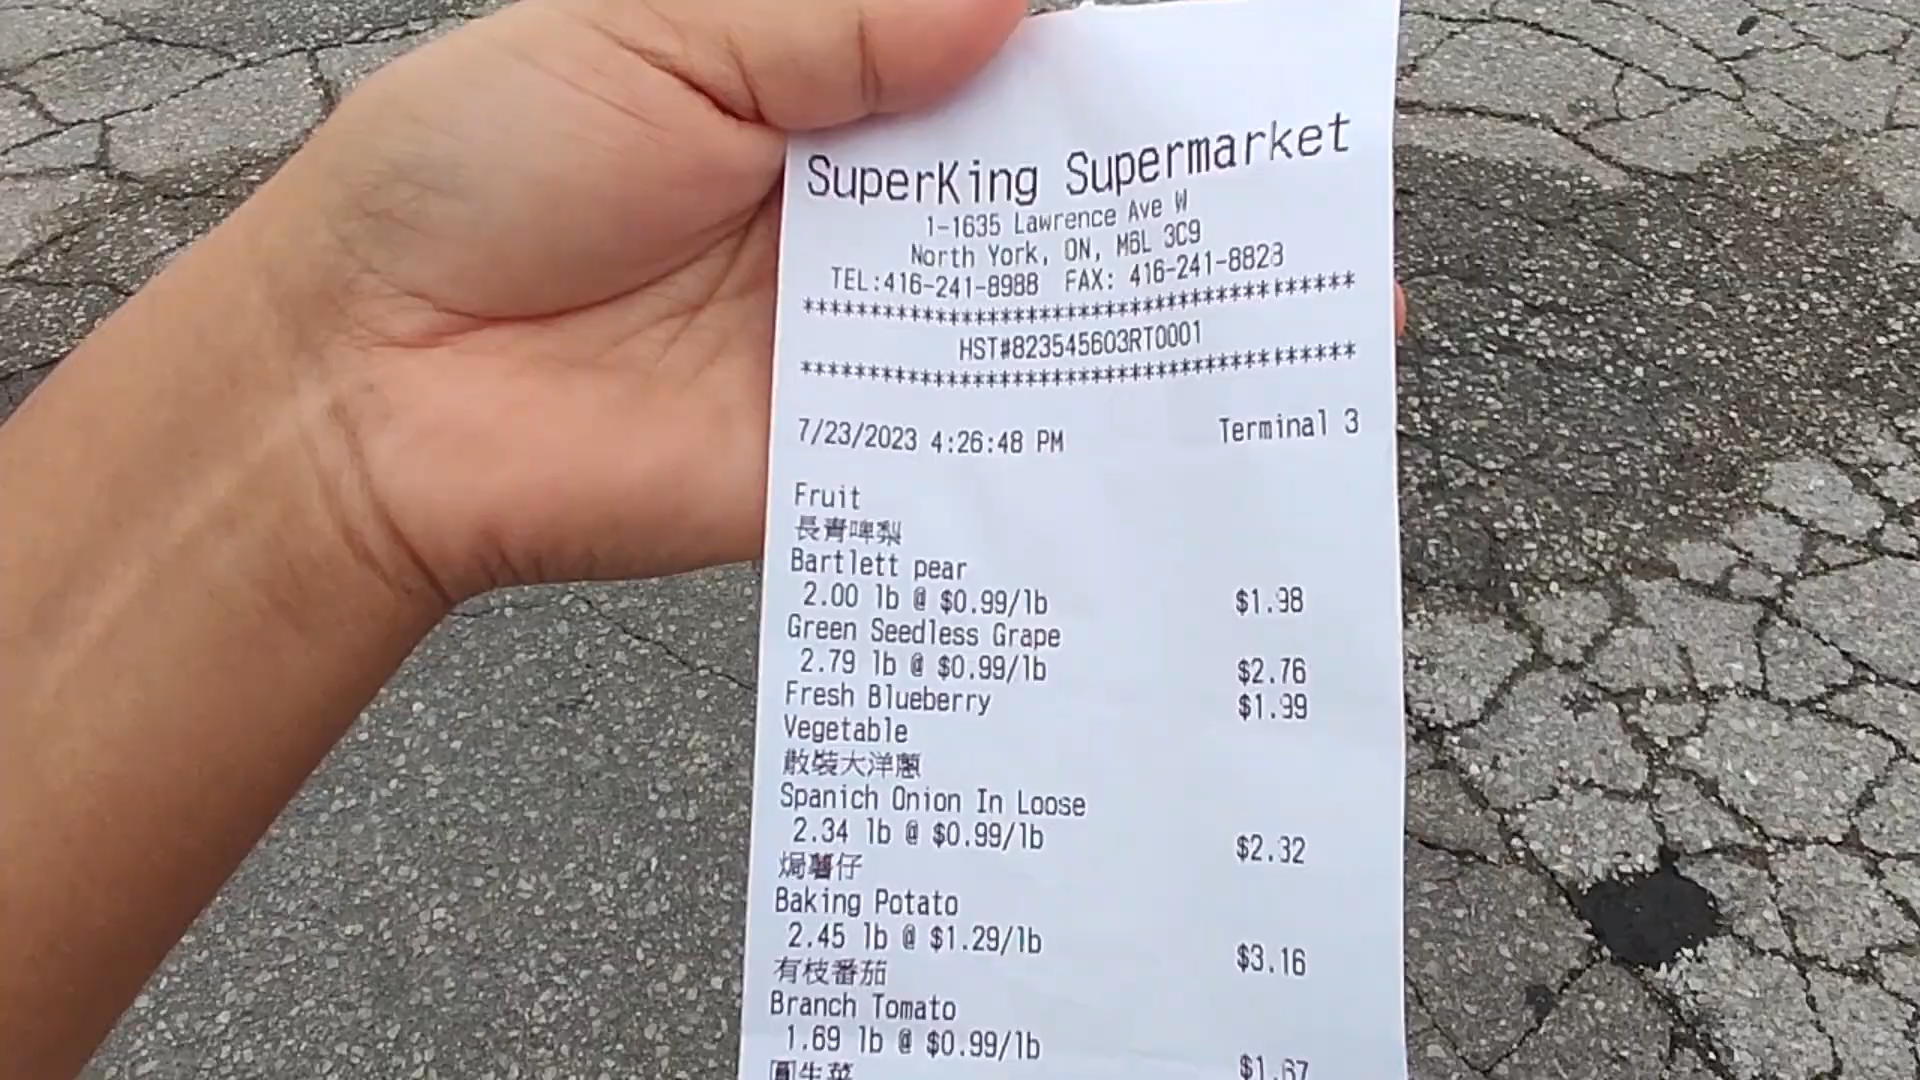 SuperKing Supermarket
1-1635 Lawrence Ave W
North York, ON, M6L 3C9
TEL:416-241-8988 FAX: 416-241-8823
******************************************
HST#823545603RT0001
******************************************
7/23/2023 4:26:48 PM Terminal 3
Fruit
長青啤梨
Bartlett pear
2.00 lb @ $0.99/lb $1.98
Green Seedless Grape
2.79 lb @ $0.99/lb $2.76
Fresh Blueberry $1.99
Vegetable
散裝大洋蔥
Spanich Onion In Loose
2.34 lb @ $0.99/lb $2.32
焗薯仔
Baking Potato
2.45 lb @ $1.29/lb $3.16
有枝番茄
Branch Tomato
1.69 lb @ $0.99/lb $1.67
圓生菜